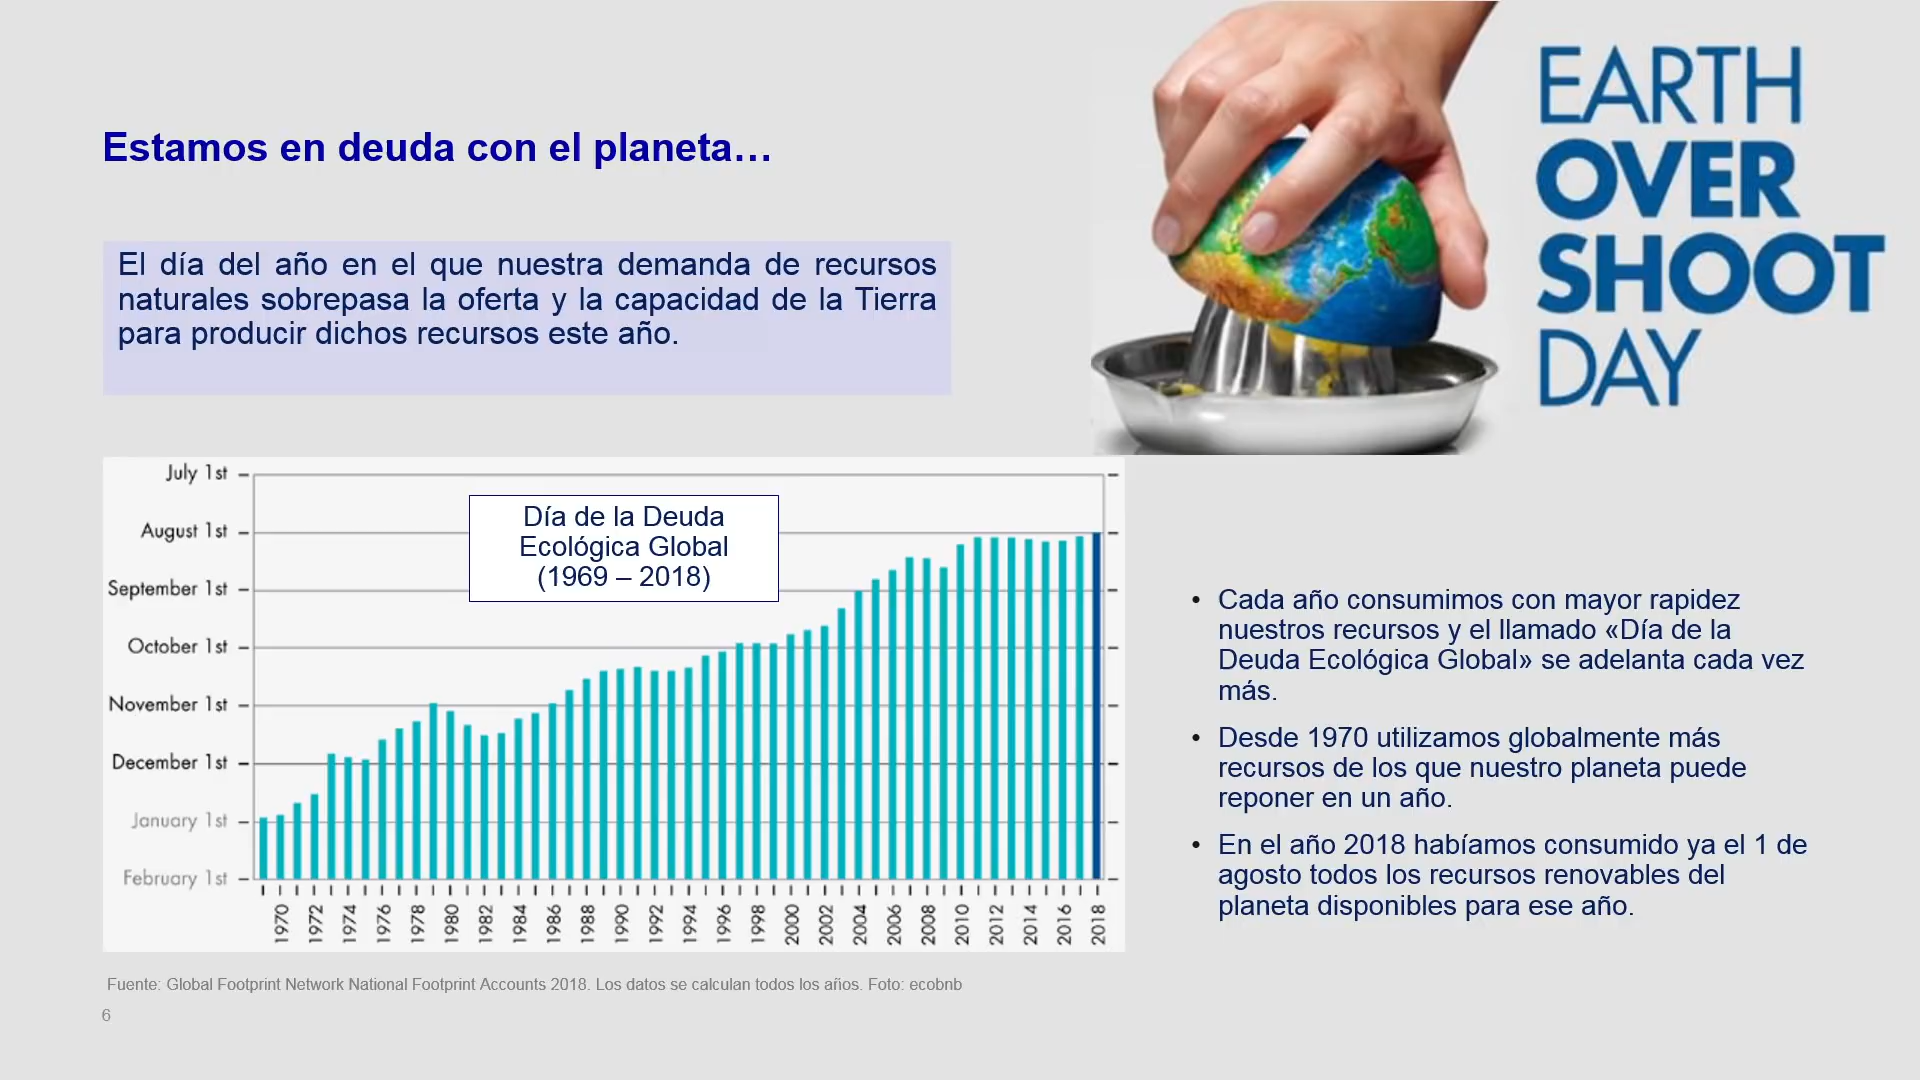 EARTH
OVER
SHOOT
DAY
Estamos en deuda con el planeta…
El día del año en el que nuestra demanda de recursos
naturales sobrepasa la oferta y la capacidad de la Tierra
para producir dichos recursos este año.
July 1st
August 1st
September 1st
October 1st
November 1st
December 1st
January 1st
February 1st
Día de la Deuda
Ecológica Global
(1969 – 2018)
1970 1972 1974 1976 1978 1980 1982 1984 1986 1988 1990 1992 1994 1996 1998 2000 2002 2004 2006 2008 2010 2012 2014 2016 2018
• Cada año consumimos con mayor rapidez
nuestros recursos y el llamado «Día de la
Deuda Ecológica Global» se adelanta cada vez
más.
• Desde 1970 utilizamos globalmente más
recursos de los que nuestro planeta puede
reponer en un año.
• En el año 2018 habíamos consumido ya el 1 de
agosto todos los recursos renovables del
planeta disponibles para ese año.
Fuente: Global Footprint Network National Footprint Accounts 2018. Los datos se calculan todos los años. Foto: ecobnb
6